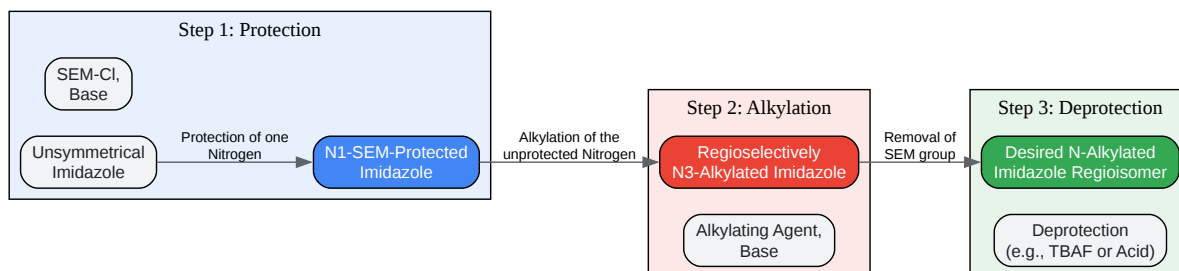 Step 1: Protection
SEM-Cl,
Base
Unsymmetrical
Imidazole
Protection of one
Nitrogen
N1-SEM-Protected
Imidazole
Alkylation of the
unprotected Nitrogen
Step 2: Alkylation
Regioselectively
N3-Alkylated Imidazole
Alkylating Agent,
Base
Removal of
SEM group
Step 3: Deprotection
Desired N-Alkylated
Imidazole Regioisomer
Deprotection
(e.g., TBAF or Acid)